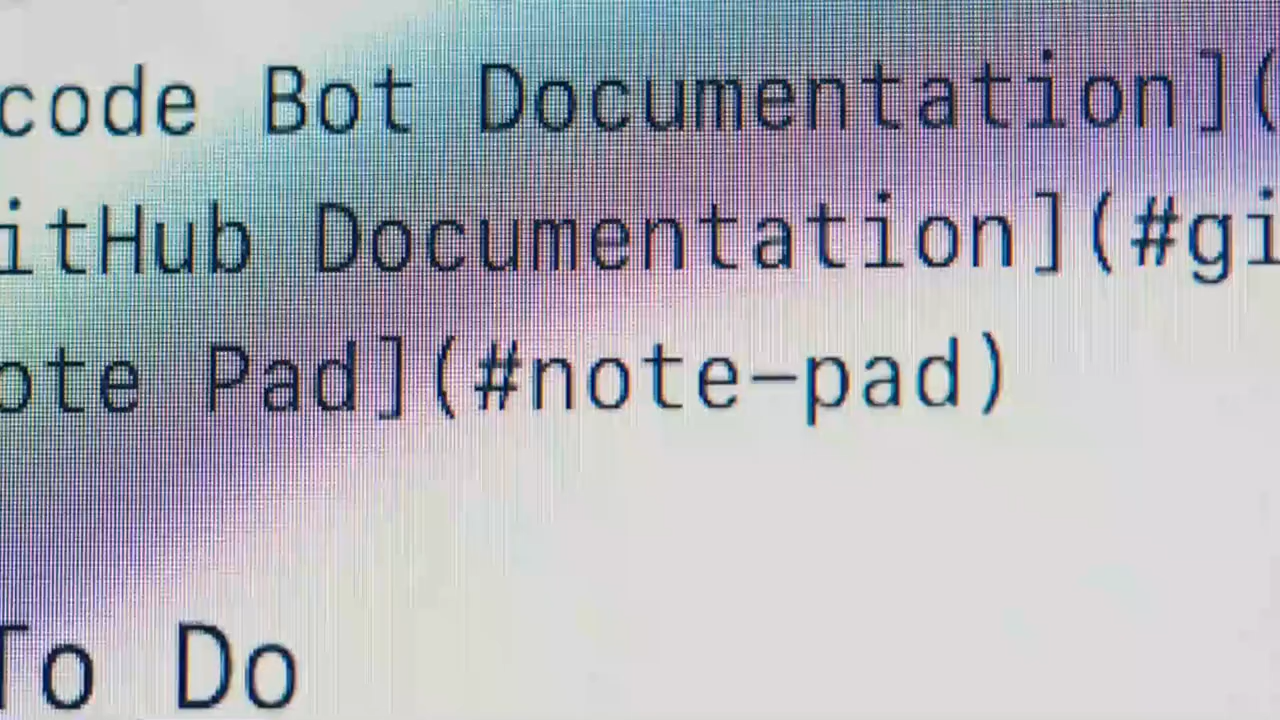 code Bot Documentation](
itHub Documentation](#gi
ote Pad](#note-pad)
To Do